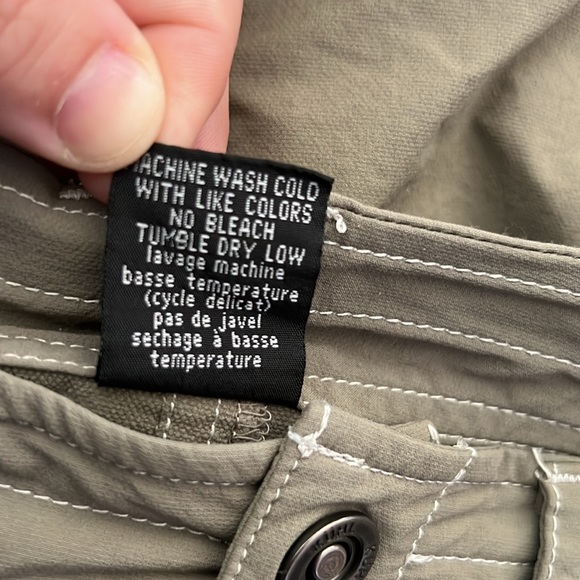 MACHINE WASH COLD
WITH LIKE COLORS
NO BLEACH
TUMBLE DRY LOW
lavage machine
basse temperature
(cycle delicat)
pas de javel
sechage à basse
temperature